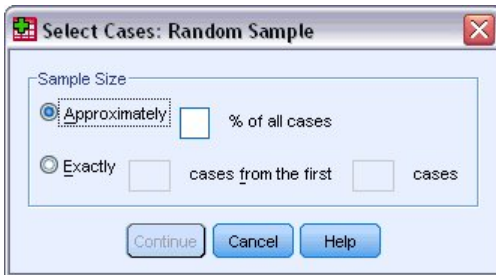 Select Cases: Random Sample
Sample Size
Approximately % of all cases
Exactly cases from the first cases
Continue Cancel Help